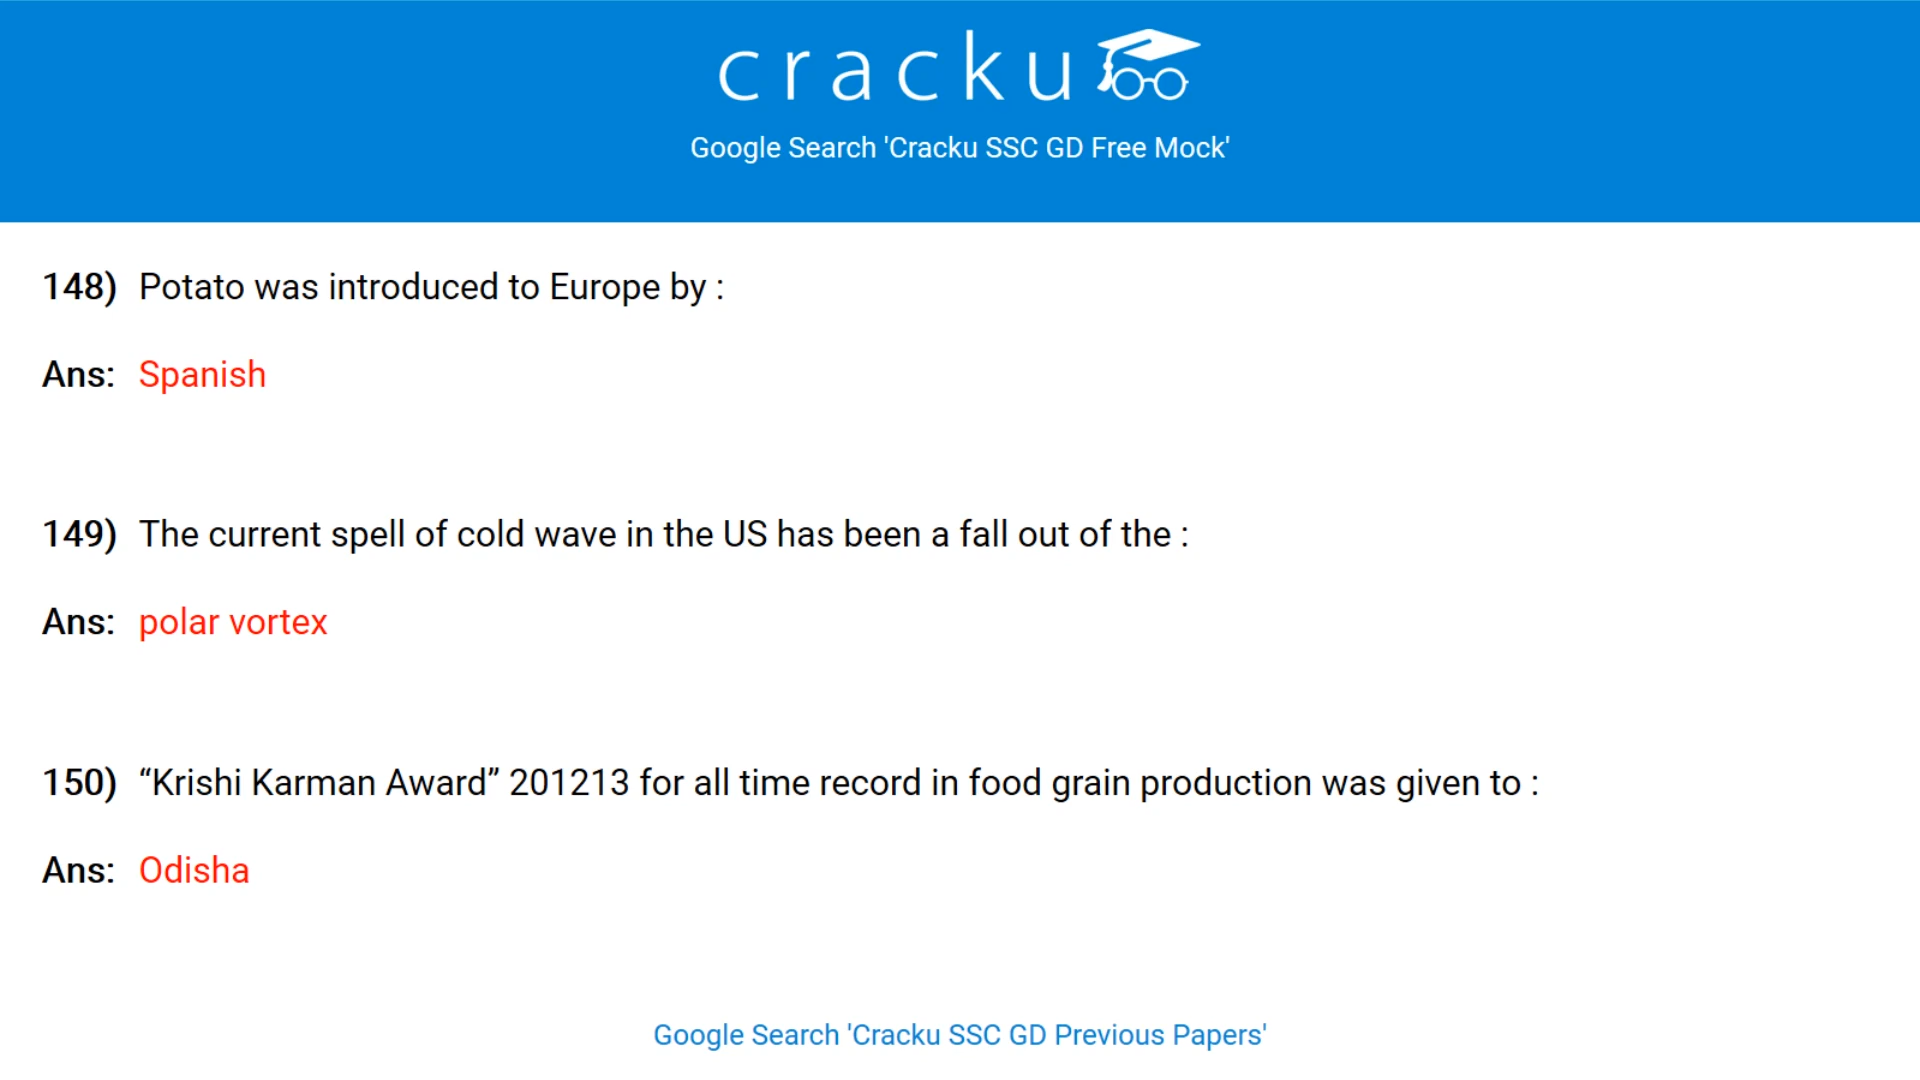 cracku
Google Search 'Cracku SSC GD Free Mock'
148) Potato was introduced to Europe by :
Ans: Spanish
149) The current spell of cold wave in the US has been a fall out of the :
Ans: polar vortex
150) “Krishi Karman Award” 201213 for all time record in food grain production was given to :
Ans: Odisha
Google Search 'Cracku SSC GD Previous Papers'